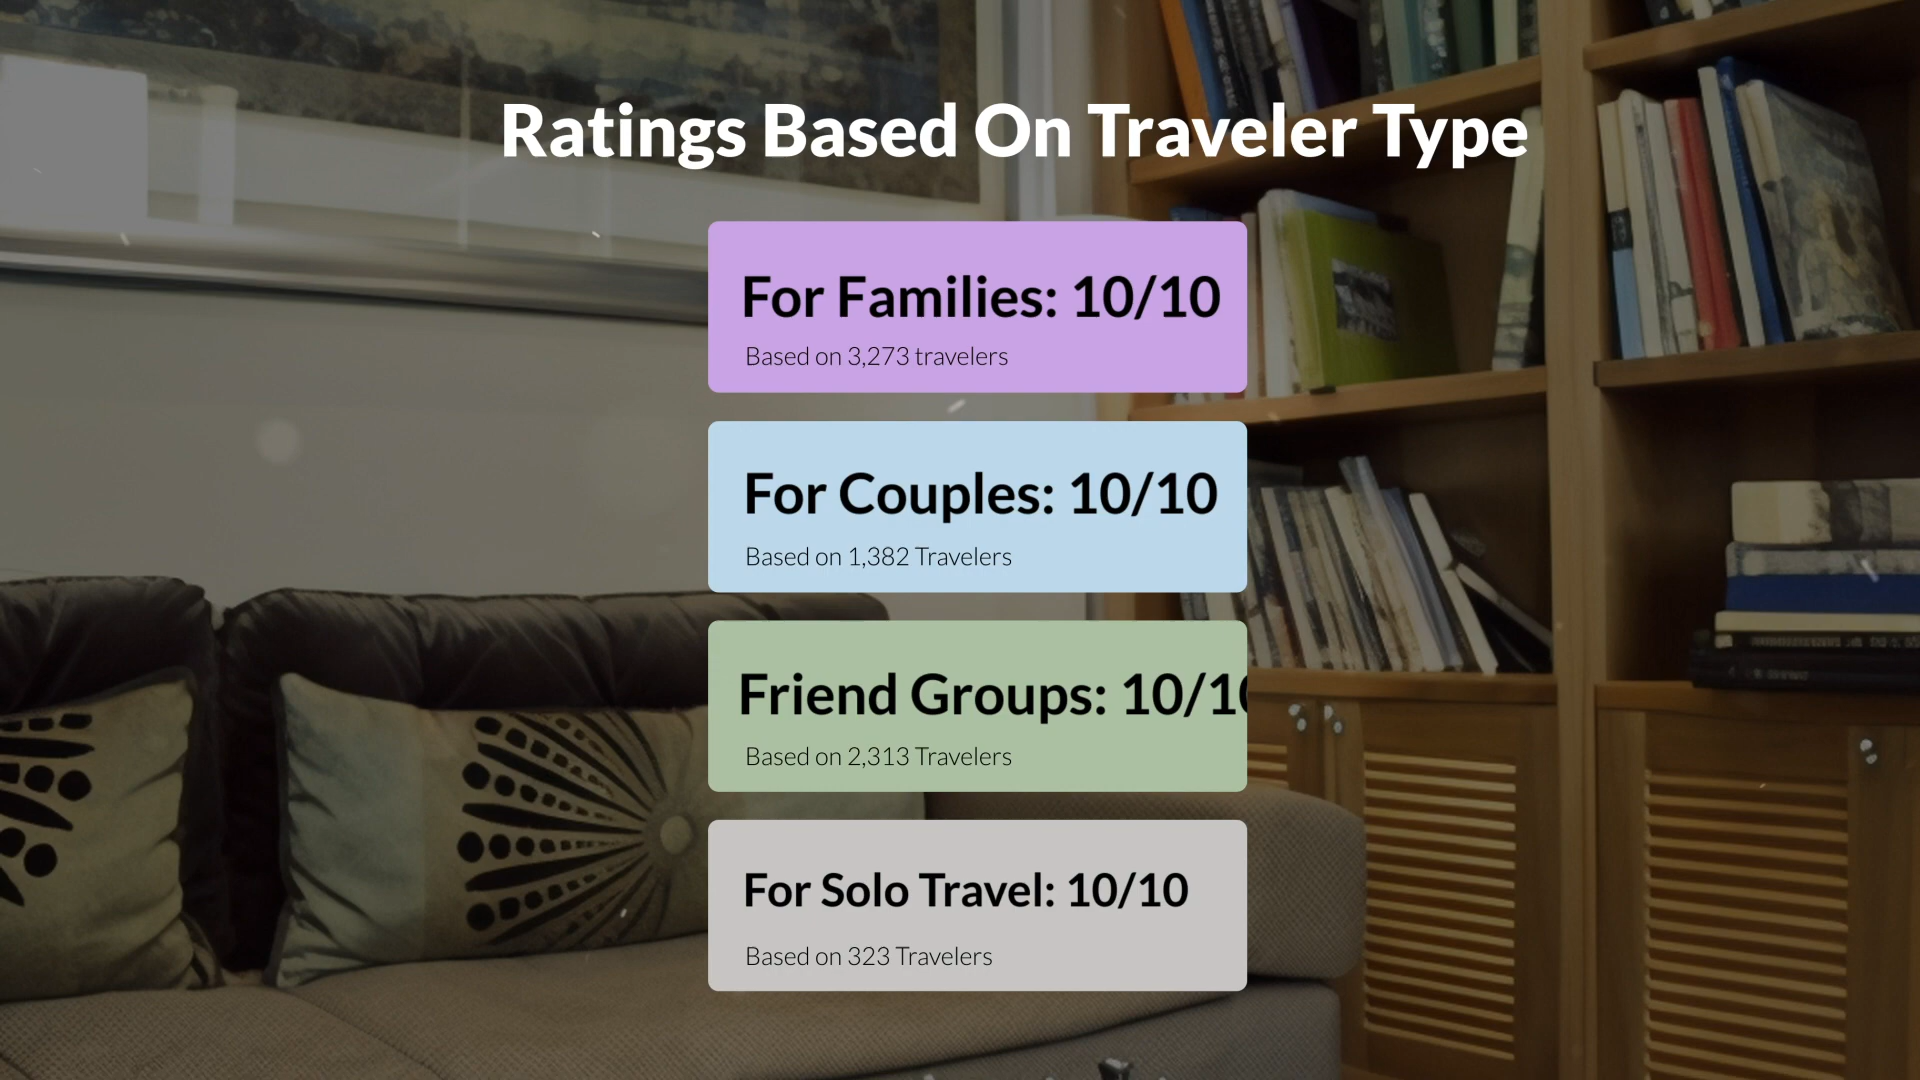 Ratings Based On Traveler Type
For Families: 10/10
Based on 3,273 travelers
For Couples: 10/10
Based on 1,382 Travelers
Friend Groups: 10/10
Based on 2,313 Travelers
For Solo Travel: 10/10
Based on 323 Travelers